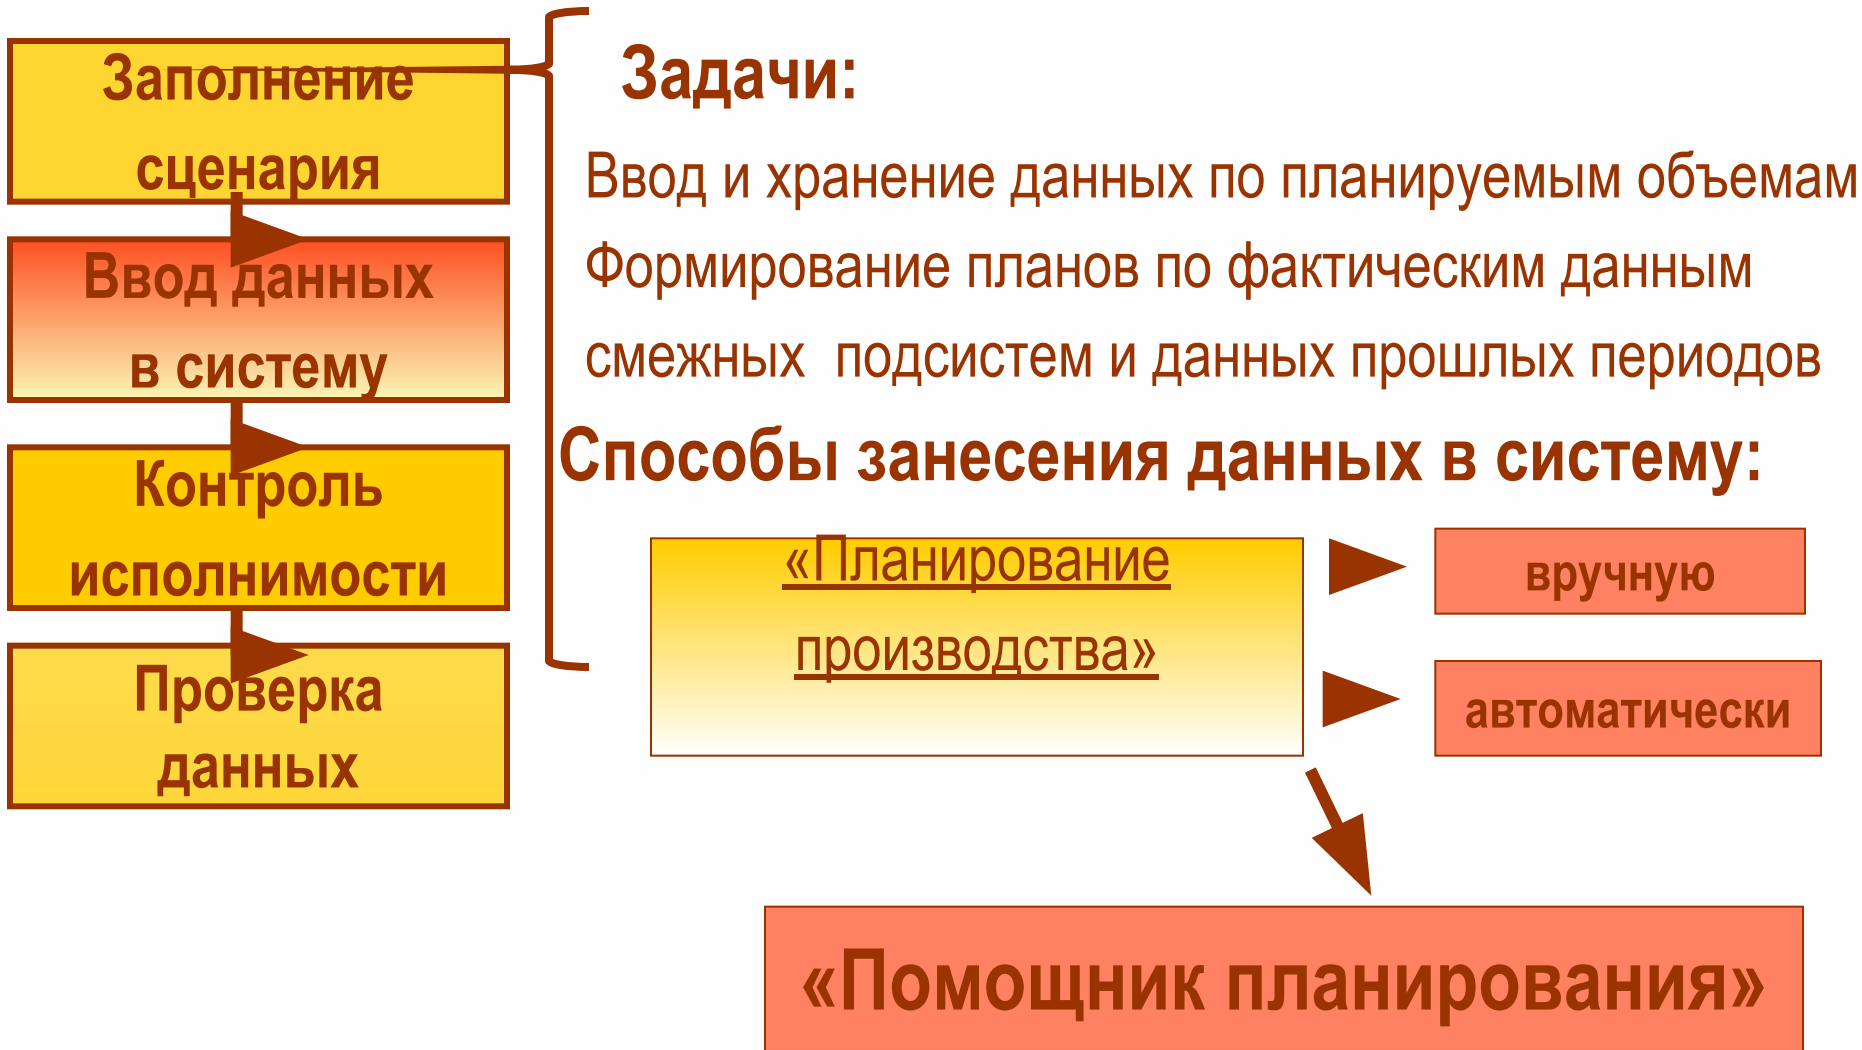 Заполнение
сценария
Ввод данных
в систему
Контроль
исполнимости
Проверка
данных
Задачи:
Ввод и хранение данных по планируемым объемам
Формирование планов по фактическим данным
смежных подсистем и данных прошлых периодов
Способы занесения данных в систему:
«Планирование
производства»
вручную
автоматически
«Помощник планирования»